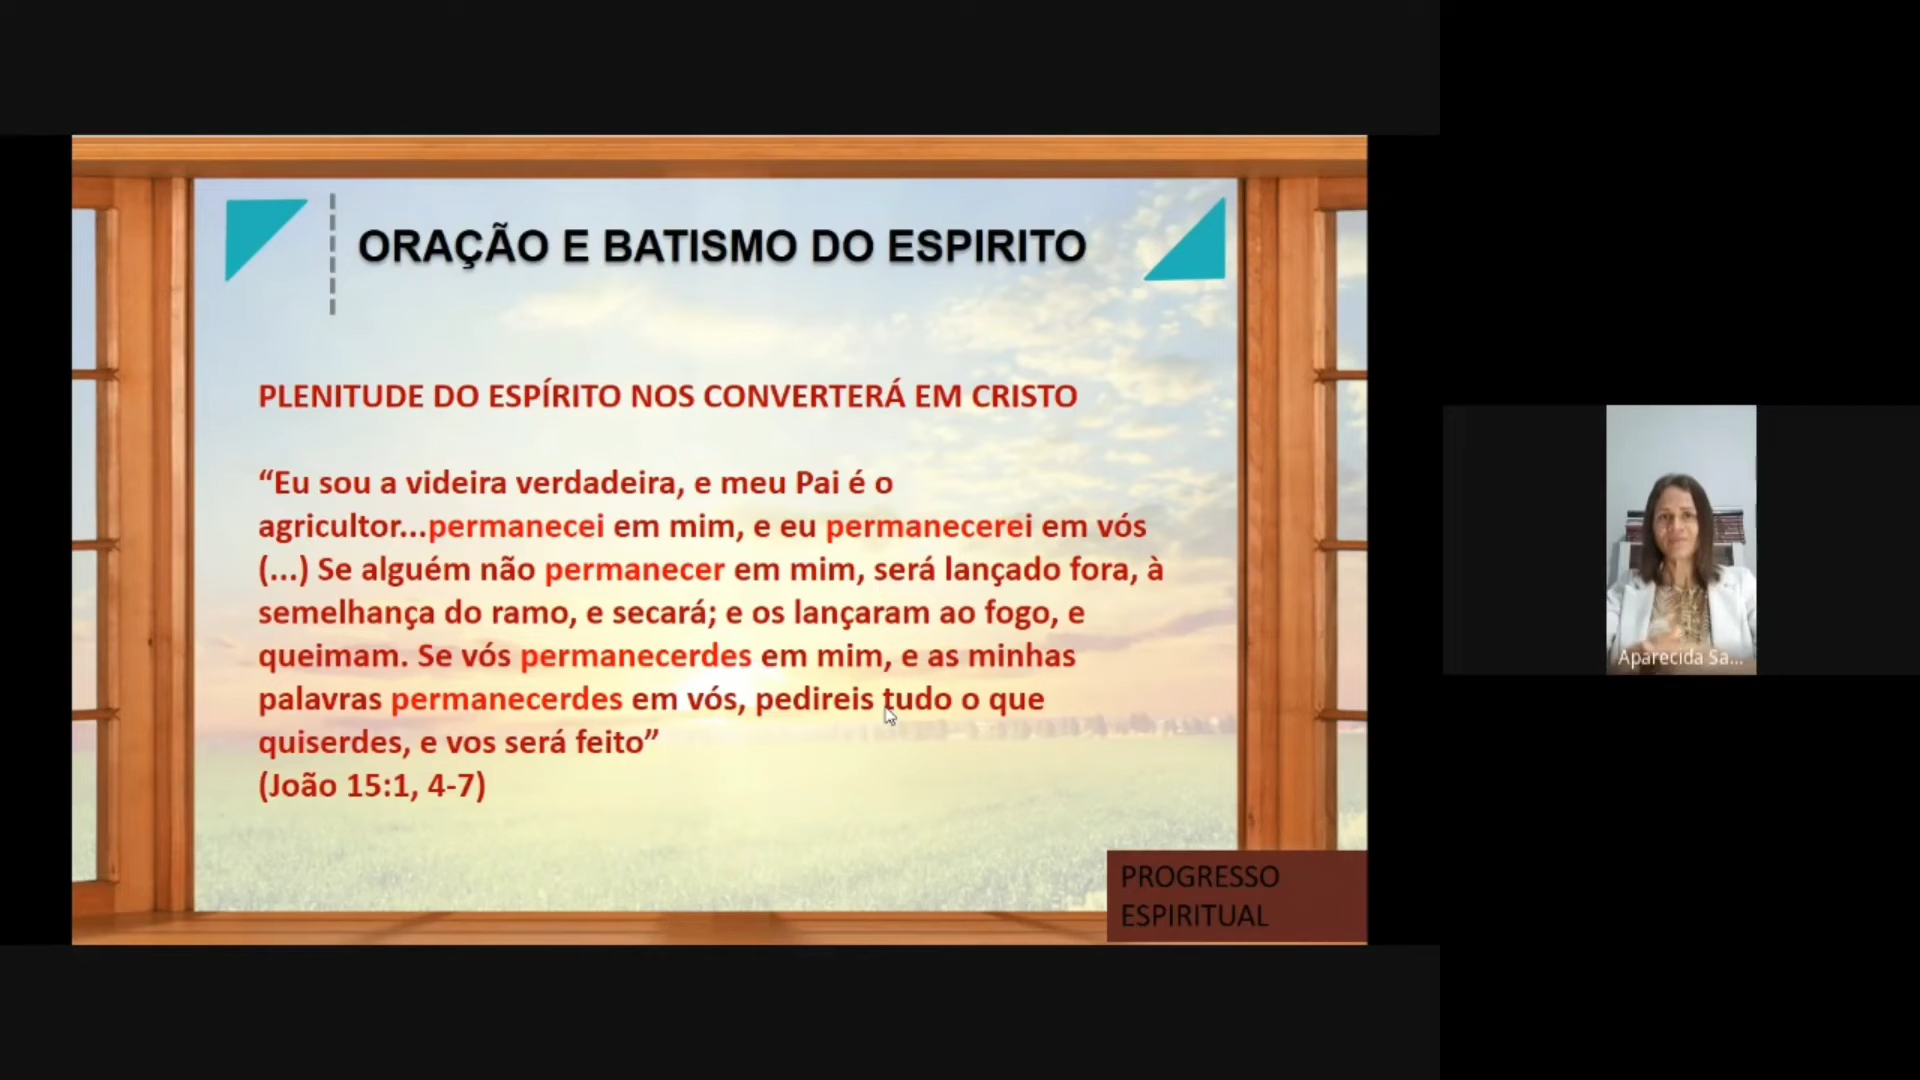 ORAÇÃO E BATISMO DO ESPIRITO
PLENITUDE DO ESPÍRITO NOS CONVERTERÁ EM CRISTO
“Eu sou a videira verdadeira, e meu Pai é o
agricultor...permanecei em mim, e eu permanecerei em vós
(...) Se alguém não permanecer em mim, será lançado fora, à
semelhança do ramo, e secará; e os lançaram ao fogo, e
queimam. Se vós permanecerdes em mim, e as minhas
palavras permanecerdes em vós, pedireis tudo o que
quiserdes, e vos será feito”
(João 15:1, 4-7)
PROGRESSO
ESPIRITUAL
Aparecida Sa...